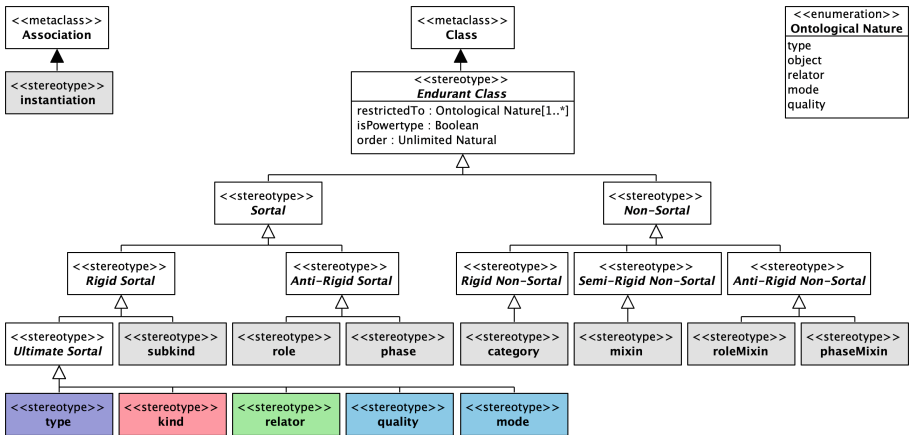 <<metaclass>>
Association
<<metaclass>>
Class
<<enumeration>>
Ontological Nature
type
object
relator
mode
quality
<<stereotype>>
instantiation
<<stereotype>>
Endurant Class
restrictedTo : Ontological Nature[1..*]
isPowertype : Boolean
order : Unlimited Natural
<<stereotype>>
Sortal
<<stereotype>>
Non-Sortal
<<stereotype>>
Rigid Sortal
<<stereotype>>
Anti-Rigid Sortal
<<stereotype>>
Rigid Non-Sortal
<<stereotype>>
Semi-Rigid Non-Sortal
<<stereotype>>
Anti-Rigid Non-Sortal
<<stereotype>>
Ultimate Sortal
<<stereotype>>
subkind
<<stereotype>>
role
<<stereotype>>
phase
<<stereotype>>
category
<<stereotype>>
mixin
<<stereotype>>
roleMixin
<<stereotype>>
phaseMixin
<<stereotype>>
type
<<stereotype>>
kind
<<stereotype>>
relator
<<stereotype>>
quality
<<stereotype>>
mode